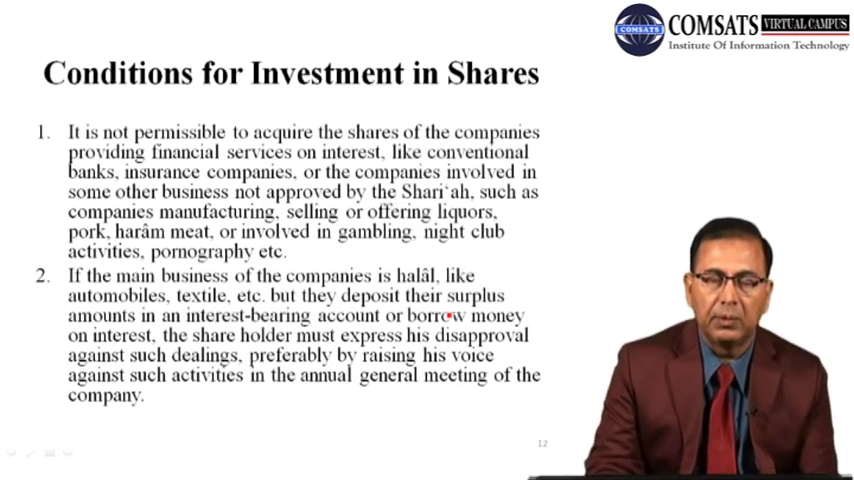 COMSATS VIRTUAL CAMPUS
COMSATS
Institute Of Information Technology
Conditions for Investment in Shares
1. It is not permissible to acquire the shares of the companies
providing financial services on interest, like conventional
banks, insurance companies, or the companies involved in
some other business not approved by the Shari‘ah, such as
companies manufacturing, selling or offering liquors,
pork, harâm meat, or involved in gambling, night club
activities, pornography etc.
2. If the main business of the companies is halâl, like
automobiles, textile, etc. but they deposit their surplus
amounts in an interest-bearing account or borrow money
on interest, the share holder must express his disapproval
against such dealings, preferably by raising his voice
against such activities in the annual general meeting of the
company.
12